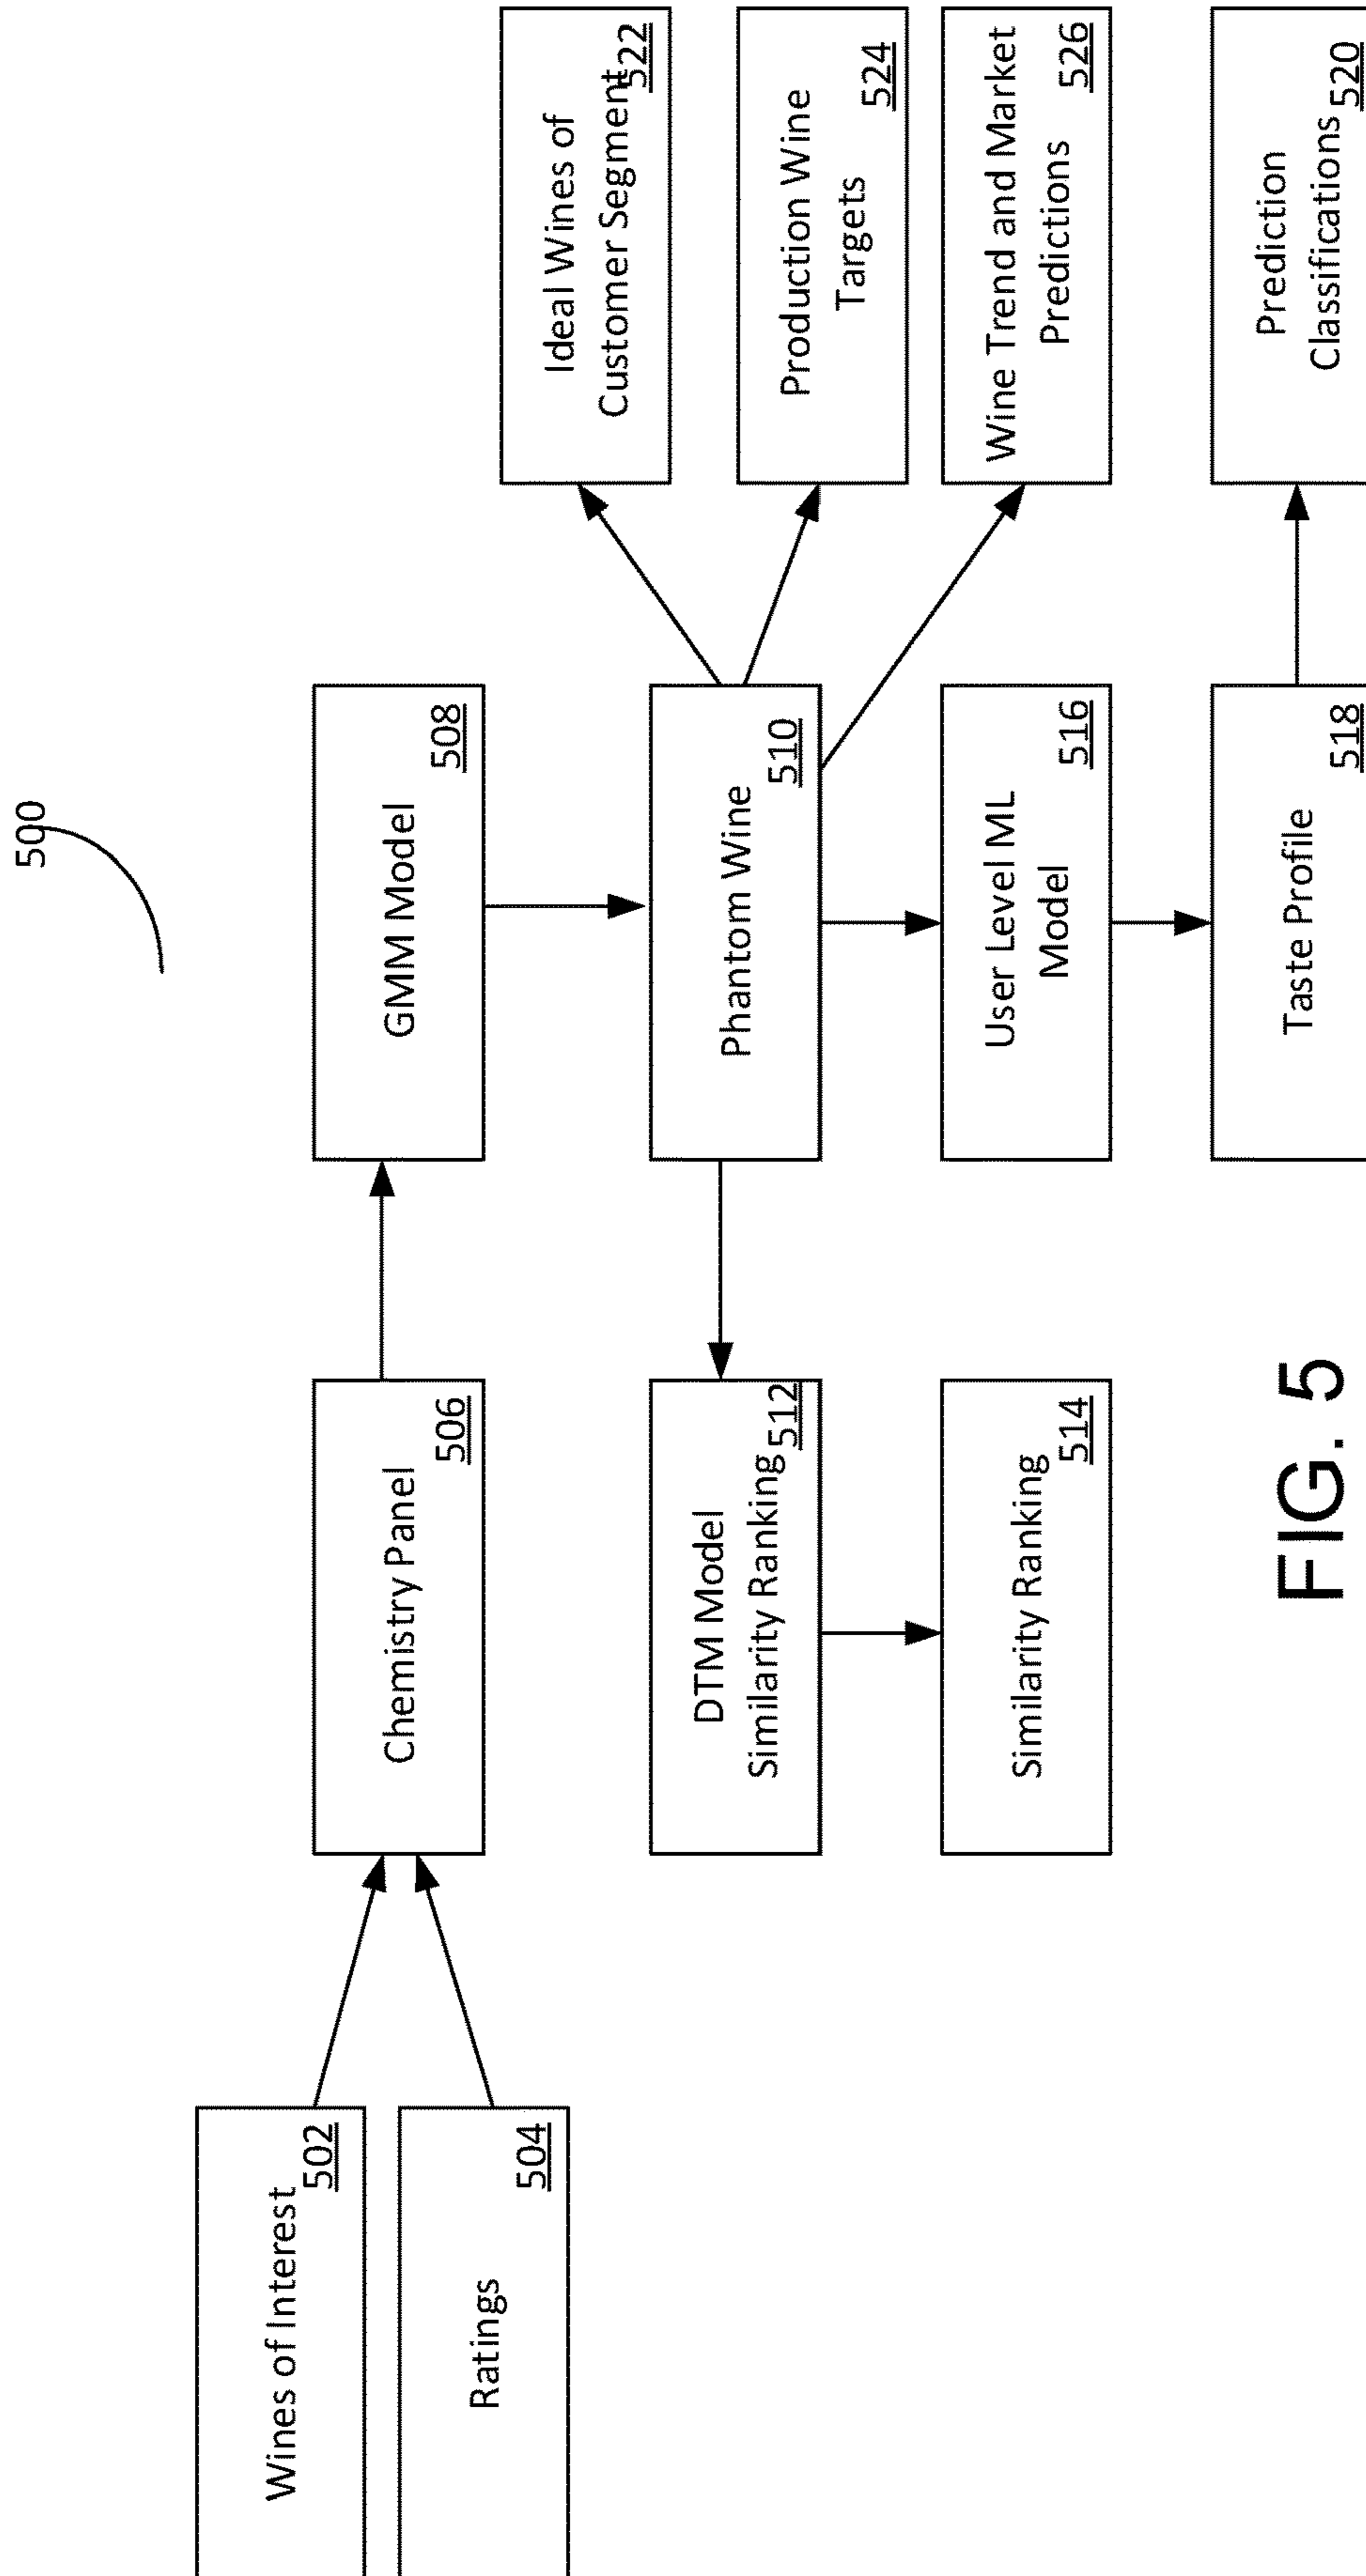 500
Wines of Interest
502
Ratings
504
Chemistry Panel
506
GMM Model
508
Phantom Wine
510
DTM Model
Similarity Ranking
512
Similarity Ranking
514
User Level ML
Model
516
Taste Profile
518
Prediction
Classifications
520
Ideal Wines of
Customer Segment
522
Production Wine
Targets
524
Wine Trend and Market
Predictions
526
FIG. 5